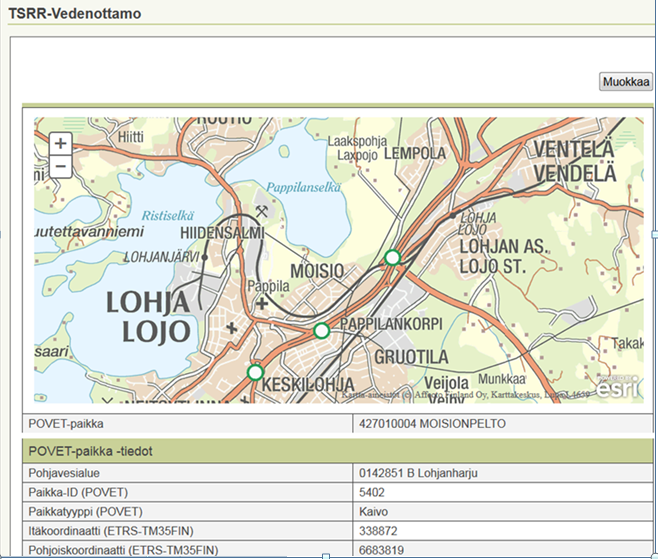 TSRR-Vedenottamo
Muokkaa
+
−
Hiitti
Laakspohja
Laxpojo
LEMPOLA
VENTELÄ
VENDELÄ
Pappilanselkä
Ristiselkä
utettavanniemi
HIIDENSALMI
LOHJA
LOJO
LOHJANJÄRVI
LOHJAN AS.
LOJO ST.
MOISIO
Pappila
LOHJA
LOJO
PAPPILANKORPI
GRUOTILA
saari
Takak
KESKILOHJA
Veijola
Munkkaa
esri
POVET-paikka 427010004 MOISIONPELTO
POVET-paikka -tiedot
Pohjavesialue 0142851 B Lohjanharju
Paikka-ID (POVET) 5402
Paikkatyyppi (POVET) Kaivo
Itäkoordinaatti (ETRS-TM35FIN) 338872
Pohjoiskoordinaatti (ETRS-TM35FIN) 6683819